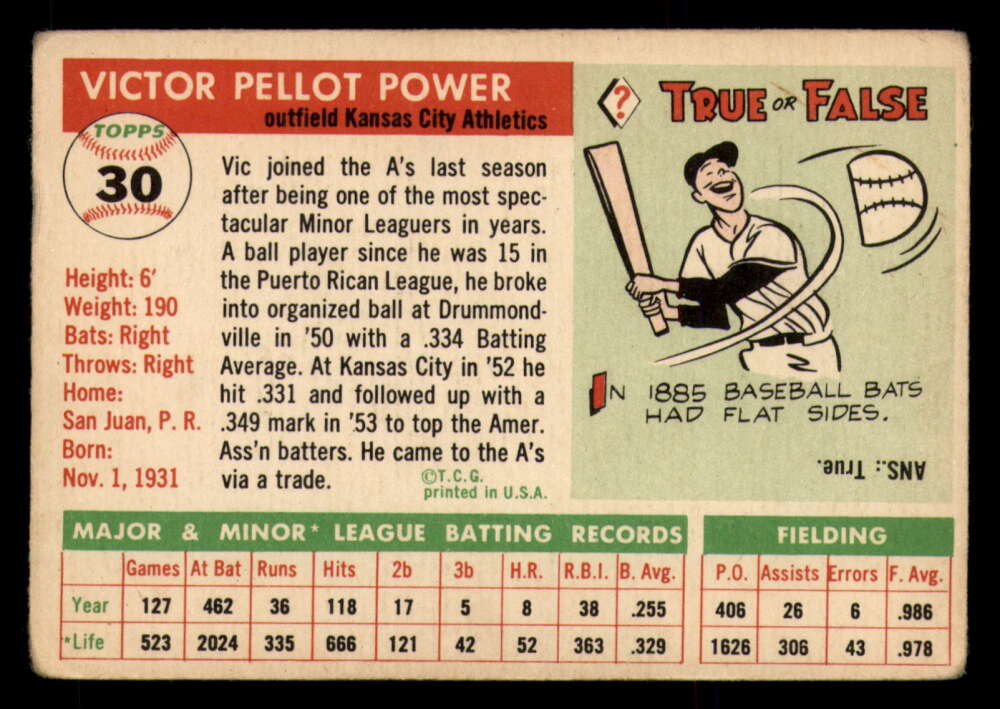 VICTOR PELLOT POWER
outfield Kansas City Athletics
TOPPS
30
Height: 6'
Weight: 190
Bats: Right
Throws: Right
Home:
San Juan, P. R.
Born:
Nov. 1, 1931
Vic joined the A's last season
after being one of the most spec-
tacular Minor Leaguers in years.
A ball player since he was 15 in
the Puerto Rican League, he broke
into organized ball at Drummond-
ville in '50 with a .334 Batting
Average. At Kansas City in '52 he
hit .331 and followed up with a
.349 mark in '53 to top the Amer.
Ass'n batters. He came to the A's
via a trade.
©T.C.G.
printed in U.S.A.
? TRUE OR FALSE
IN 1885 BASEBALL BATS
HAD FLAT SIDES.
ANS.: True.
MAJOR & MINOR* LEAGUE BATTING RECORDS
Games At Bat Runs Hits 2b 3b H.R. R.B.I. B. Avg.
Year 127 462 36 118 17 5 8 38 .255
*Life 523 2024 335 666 121 42 52 363 .329
FIELDING
P.O. Assists Errors F. Avg.
406 26 6 .986
1626 306 43 .978